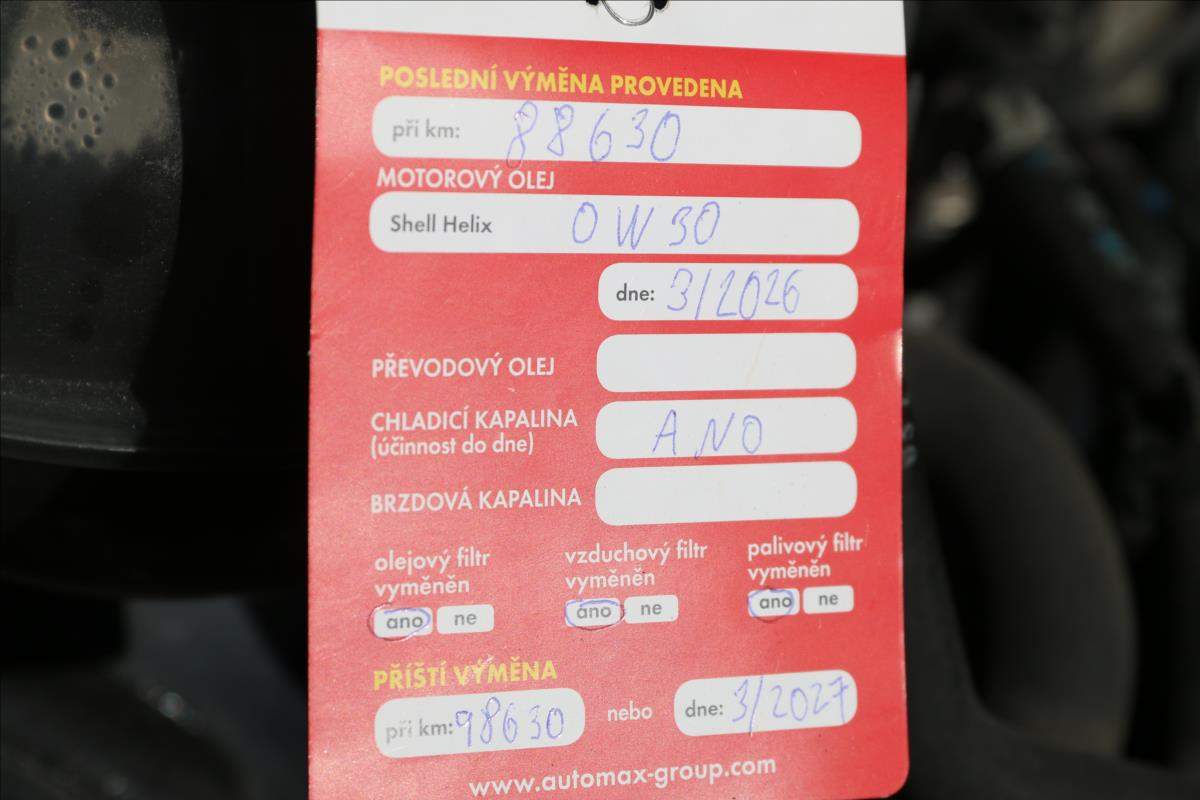 POSLEDNÍ VÝMĚNA PROVEDENA
při km: 88630
MOTOROVÝ OLEJ
Shell Helix 0W30
dne: 3/2026
PŘEVODOVÝ OLEJ
CHLADICÍ KAPALINA ANO
(účinnost do dne)
BRZDOVÁ KAPALINA
olejový filtr vzduchový filtr palivový filtr
vyměněn vyměněn vyměněn
ano ne ano ne ano ne
PŘÍŠTÍ VÝMĚNA
při km: 98630 nebo dne: 3/2027
www.automax-group.com